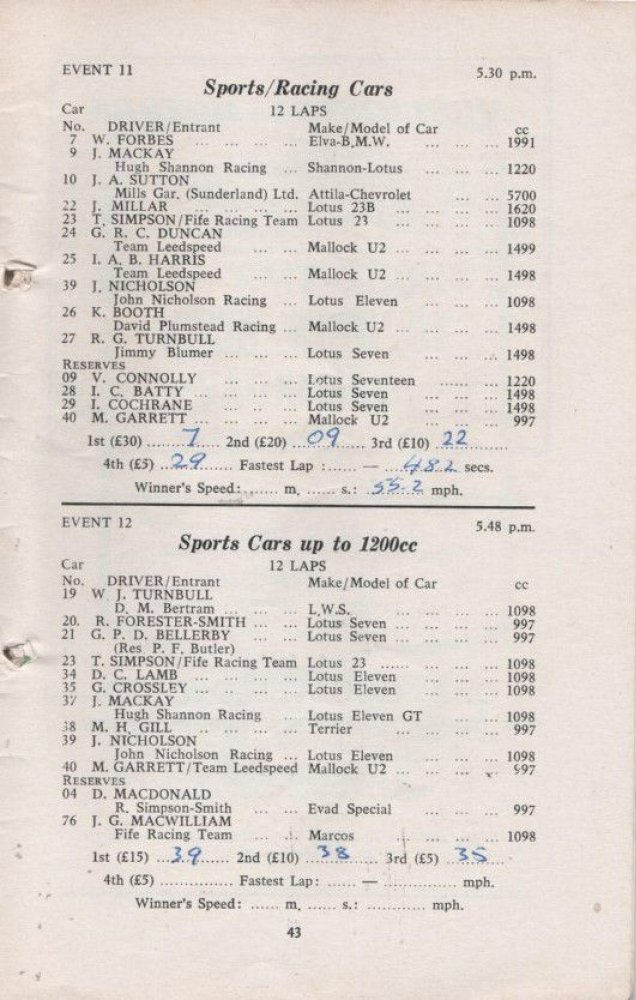 EVENT 11 5.30 p.m.
Sports/Racing Cars
Car 12 LAPS
No. DRIVER/Entrant Make/Model of Car cc
7 W. FORBES ... ... ... Elva-B.M.W. ... ... ... 1991
9 J. MACKAY
Hugh Shannon Racing ... Shannon-Lotus ... ... ... 1220
10 J. A. SUTTON
Mills Gar. (Sunderland) Ltd. Attila-Chevrolet ... ... 5700
22 J. MILLAR ... ... ... Lotus 23B ... ... ... 1620
23 T. SIMPSON/Fife Racing Team Lotus 23 ... ... ... 1098
24 G. R. C. DUNCAN
Team Leedspeed ... ... Mallock U2 ... ... ... 1499
25 I. A. B. HARRIS
Team Leedspeed ... ... Mallock U2 ... ... ... 1498
39 J. NICHOLSON
John Nicholson Racing ... Lotus Eleven ... ... ... 1098
26 K. BOOTH
David Plumstead Racing ... Mallock U2 ... ... ... 1498
27 R. G. TURNBULL
Jimmy Blumer ... ... ... Lotus Seven ... ... ... 1498
RESERVES
09 V. CONNOLLY ... ... ... Lotus Seventeen ...... ... 1220
28 I. C. BATTY ... ... ... Lotus Seven ... ... ... 1498
29 I. COCHRANE ... ... ... Lotus Seven ... ... ... 1498
40 M. GARRETT ... ... ... ... Mallock U2 ... ... 997
1st (£30) ......... 7 ..... 2nd (£20) ... 09 ...... 3rd (£10) .. 22 ..........
4th (£5) .. 29 ...... Fastest Lap : ...... — ... 48.2 secs.
Winner's Speed: ....... m. ...... s.: . 55.2 mph.
EVENT 12 5.48 p.m.
Sports Cars up to 1200cc
Car 12 LAPS
No. DRIVER/Entrant Make/Model of Car cc
19 W. J. TURNBULL
D. M. Bertram ... ... ... L.W.S. ... ... ... ... 1098
20. R. FORESTER-SMITH ... ... Lotus Seven ... ... ... ... 997
21 G. P. D. BELLERBY ... ... Lotus Seven ... ... ... ... 997
(Res P. F. Butler)
23 T. SIMPSON/Fife Racing Team Lotus 23 ...... ... ... 1098
34 D. C. LAMB ... ... ... ... Lotus Eleven ... ... ... 1098
35 G. CROSSLEY ... .. ... ... Lotus Eleven ... ... ... 1098
37 J. MACKAY
Hugh Shannon Racing ... Lotus Eleven GT ... ... 1098
38 M. H. GILL ... ... ... ... Terrier ... ... ... ... 997
39 J. NICHOLSON
John Nicholson Racing ... Lotus Eleven ... ... ... 1098
40 M. GARRETT/Team Leedspeed Mallock U2 ... ... ... 997
RESERVES
04 D. MACDONALD
R. Simpson-Smith ... ... Evad Special ... ... ... 997
76 J. G. MACWILLIAM
Fife Racing Team ... ... Marcos ... ... ... ... 1098
1st (£15) ... 39 ...... 2nd (£10) ... 38 ...... 3rd (£5) .. 35 ....
4th (£5) .............. Fastest Lap: ...... — .............. mph.
Winner's Speed: ...... m. ...... s.: ............ mph.
43